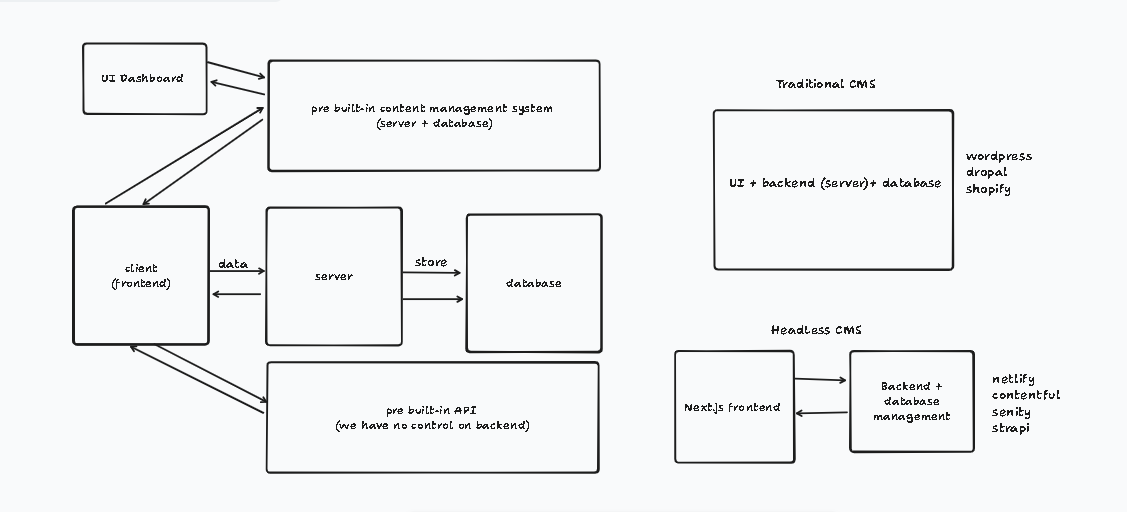 UI Dashboard
pre built-in content management system
(server + database)
client
(frontend)
data
server
store
database
pre built-in API
(we have no control on backend)
Traditional CMS
UI + backend (server)+ database
wordpress
dropal
shopify
Headless CMS
Next.js frontend
Backend +
database
management
netlify
contentful
senity
strapi